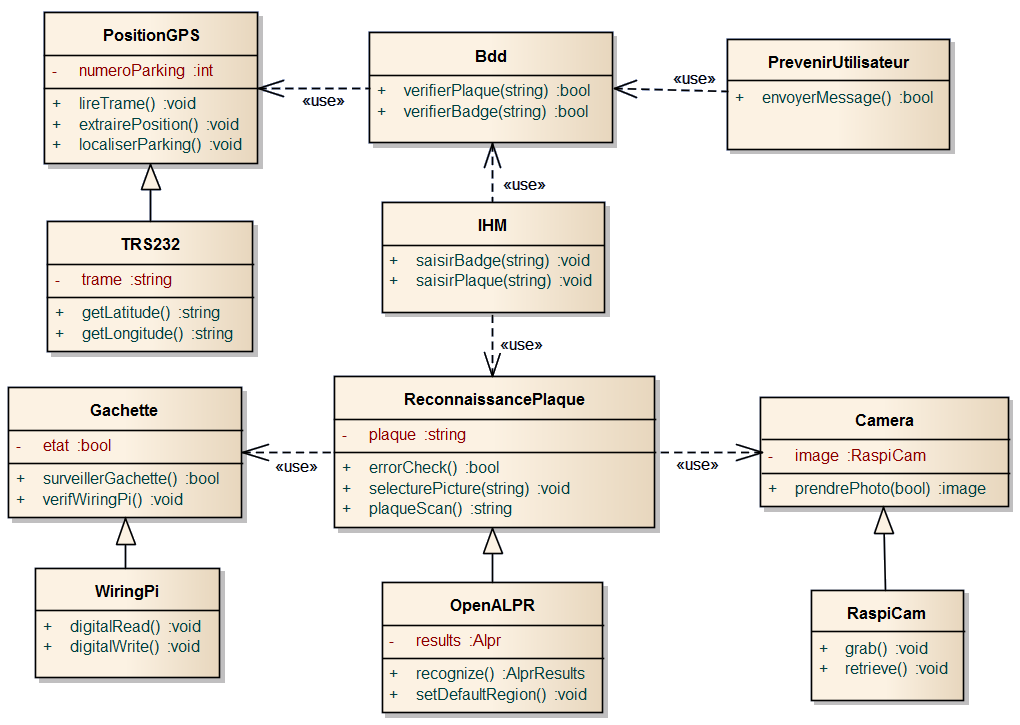 PositionGPS
- numeroParking :int
+ lireTrame() :void
+ extrairePosition() :void
+ localiserParking() :void
«use»
Bdd
+ verifierPlaque(string) :bool
+ verifierBadge(string) :bool
«use»
PrevenirUtilisateur
+ envoyerMessage() :bool
«use»
TRS232
- trame :string
+ getLatitude() :string
+ getLongitude() :string
IHM
+ saisirBadge(string) :void
+ saisirPlaque(string) :void
«use»
Gachette
- etat :bool
+ surveillerGachette() :bool
+ verifWiringPi() :void
«use»
ReconnaissancePlaque
- plaque :string
+ errorCheck() :bool
+ selecturePicture(string) :void
+ plaqueScan() :string
«use»
Camera
- image :RaspiCam
+ prendrePhoto(bool) :image
WiringPi
+ digitalRead() :void
+ digitalWrite() :void
OpenALPR
- results :Alpr
+ recognize() :AlprResults
+ setDefaultRegion() :void
RaspiCam
+ grab() :void
+ retrieve() :void